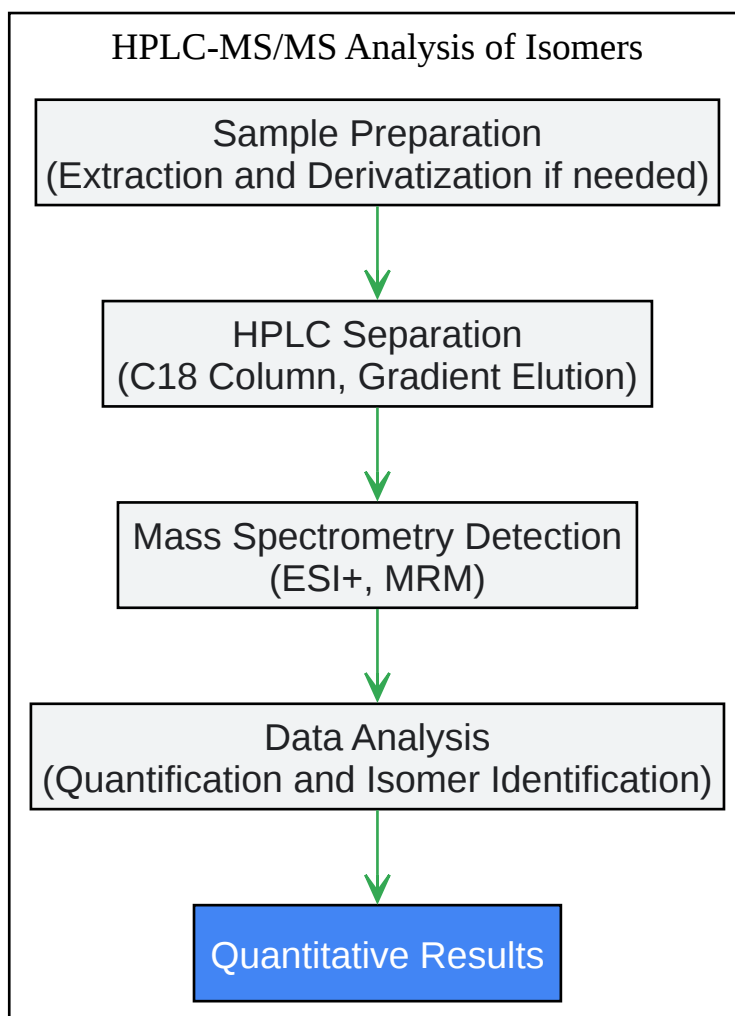 HPLC-MS/MS Analysis of Isomers
Sample Preparation
(Extraction and Derivatization if needed)
HPLC Separation
(C18 Column, Gradient Elution)
Mass Spectrometry Detection
(ESI+, MRM)
Data Analysis
(Quantification and Isomer Identification)
Quantitative Results